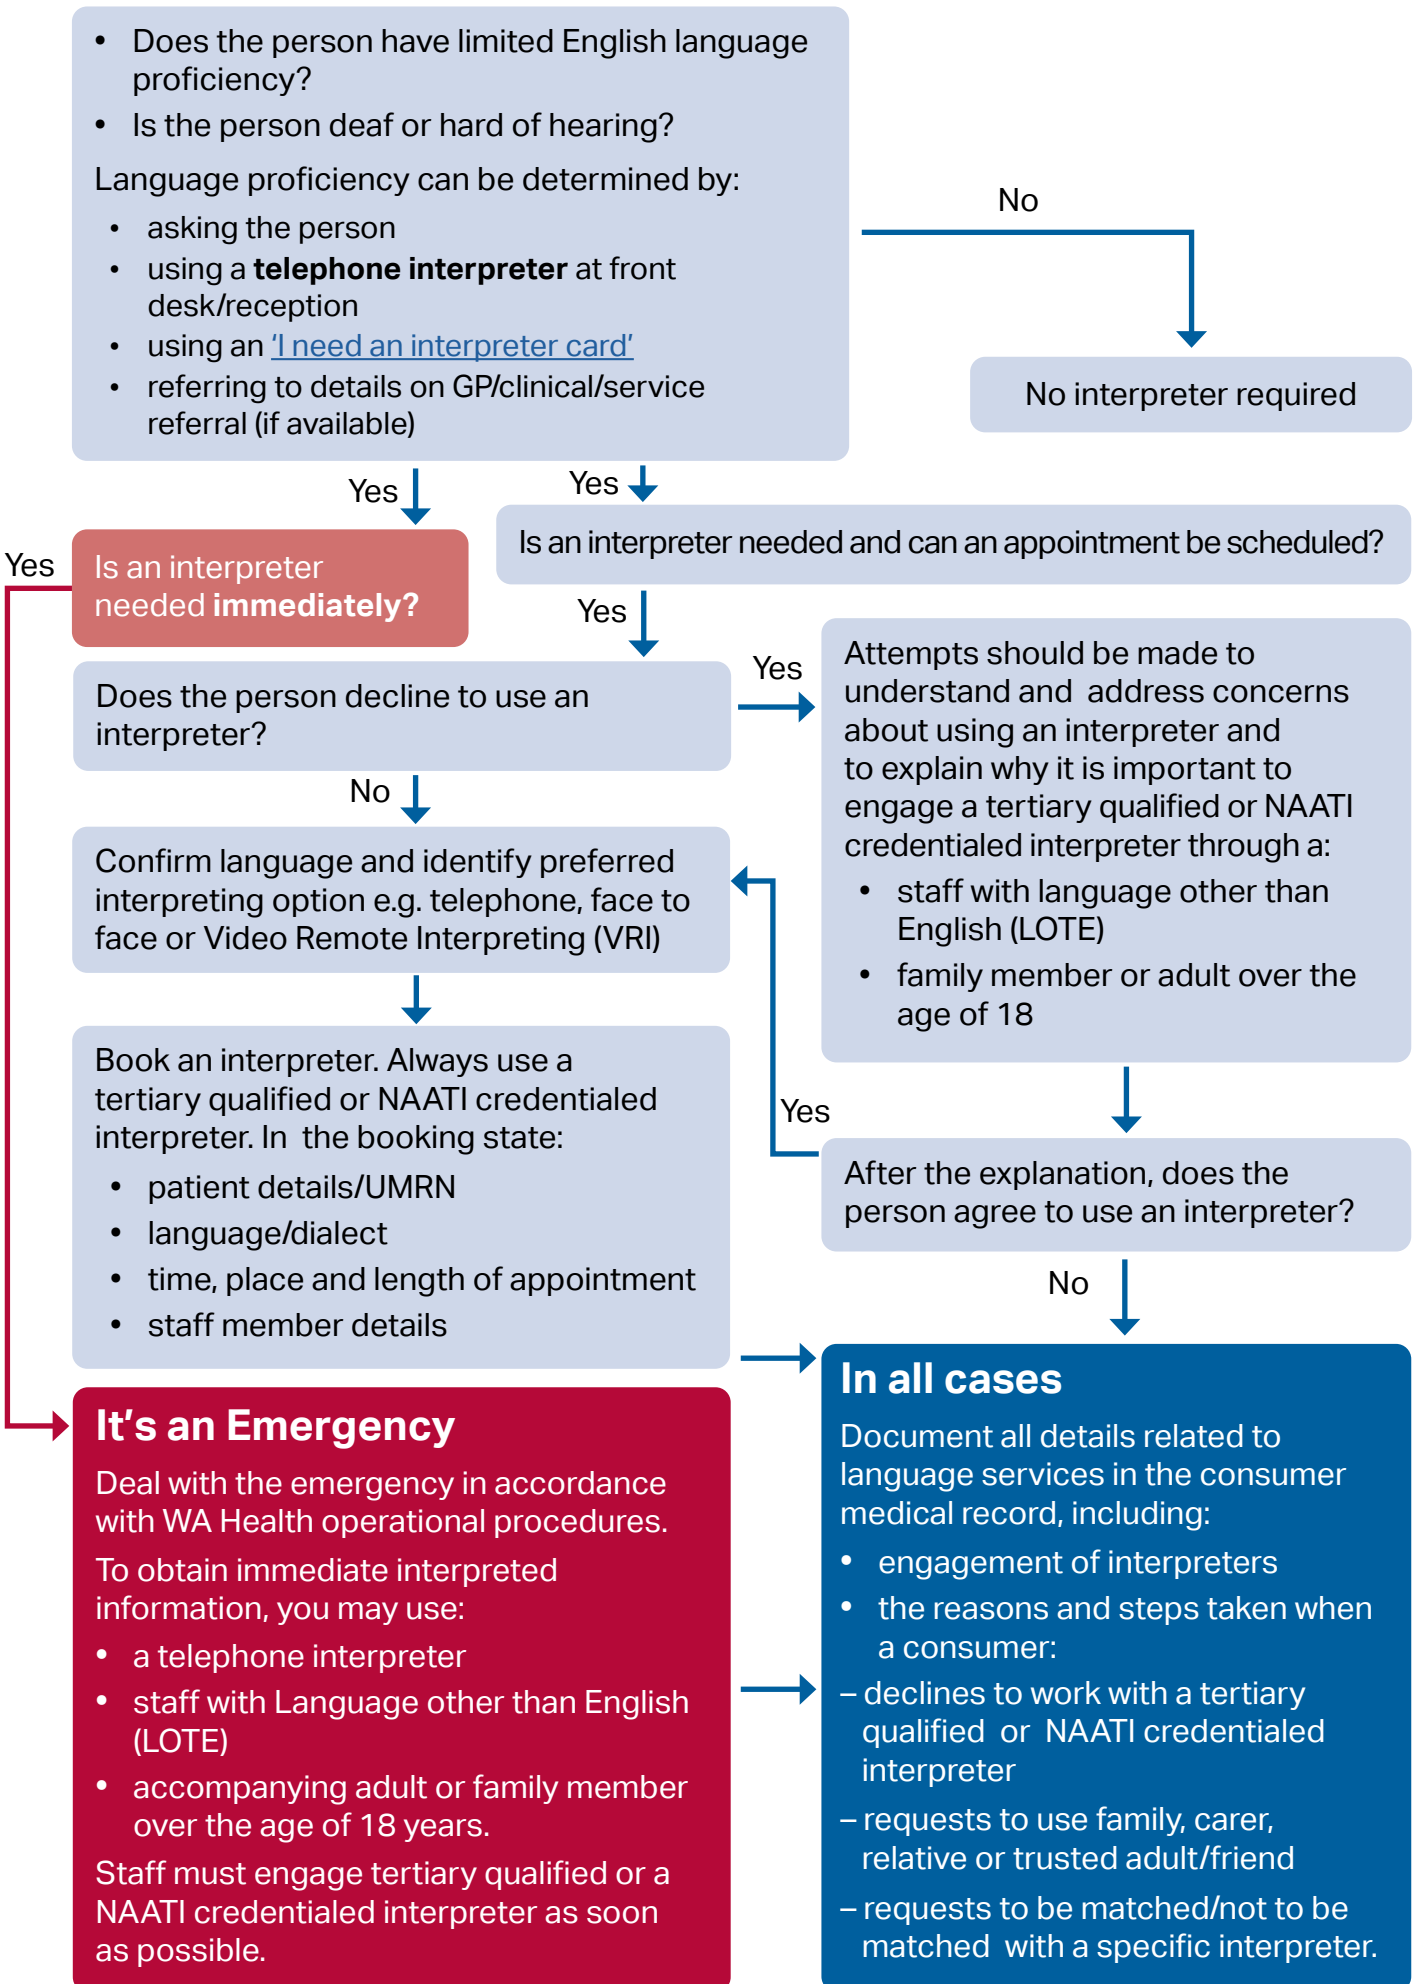 • Does the person have limited English language
proficiency?
• Is the person deaf or hard of hearing?
Language proficiency can be determined by:
• asking the person
• using a telephone interpreter at front
desk/reception
• using an ‘I need an interpreter card’
• referring to details on GP/clinical/service
referral (if available)
No
No interpreter required
Yes
Yes
Yes
Is an interpreter
needed immediately?
Is an interpreter needed and can an appointment be scheduled?
Yes
Does the person decline to use an
interpreter?
Yes
Attempts should be made to
understand and address concerns
about using an interpreter and
to explain why it is important to
engage a tertiary qualified or NAATI
credentialed interpreter through a:
• staff with language other than
English (LOTE)
• family member or adult over the
age of 18
No
Confirm language and identify preferred
interpreting option e.g. telephone, face to
face or Video Remote Interpreting (VRI)
Book an interpreter. Always use a
tertiary qualified or NAATI credentialed
interpreter. In the booking state:
• patient details/UMRN
• language/dialect
• time, place and length of appointment
• staff member details
Yes
After the explanation, does the
person agree to use an interpreter?
No
It’s an Emergency
Deal with the emergency in accordance
with WA Health operational procedures.
To obtain immediate interpreted
information, you may use:
• a telephone interpreter
• staff with Language other than English
(LOTE)
• accompanying adult or family member
over the age of 18 years.
Staff must engage tertiary qualified or a
NAATI credentialed interpreter as soon
as possible.
In all cases
Document all details related to
language services in the consumer
medical record, including:
• engagement of interpreters
• the reasons and steps taken when
a consumer:
– declines to work with a tertiary
qualified or NAATI credentialed
interpreter
– requests to use family, carer,
relative or trusted adult/friend
– requests to be matched/not to be
matched with a specific interpreter.